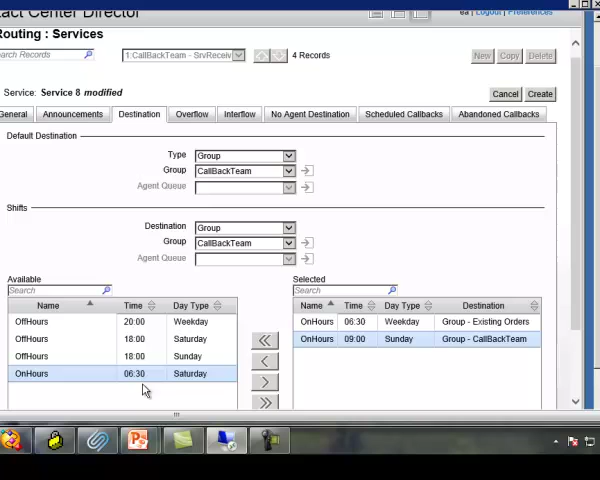 act Center Director
ea | Logout | Preferences
Routing : Services
arch Records
1:CallBackTeam - SrvReceiv
4 Records
New
Copy
Delete
Service: Service 8 modified
Cancel
Create
General
Announcements
Destination
Overflow
Interflow
No Agent Destination
Scheduled Callbacks
Abandoned Callbacks
Default Destination
Type Group
Group CallBackTeam
Agent Queue
Shifts
Destination Group
Group CallBackTeam
Agent Queue
Available
Search
Name Time Day Type
OffHours 20:00 Weekday
OffHours 18:00 Saturday
OffHours 18:00 Sunday
OnHours 06:30 Saturday
Selected
Search
Name Time Day Type Destination
OnHours 06:30 Weekday Group - Existing Orders
OnHours 09:00 Sunday Group - CallBackTeam